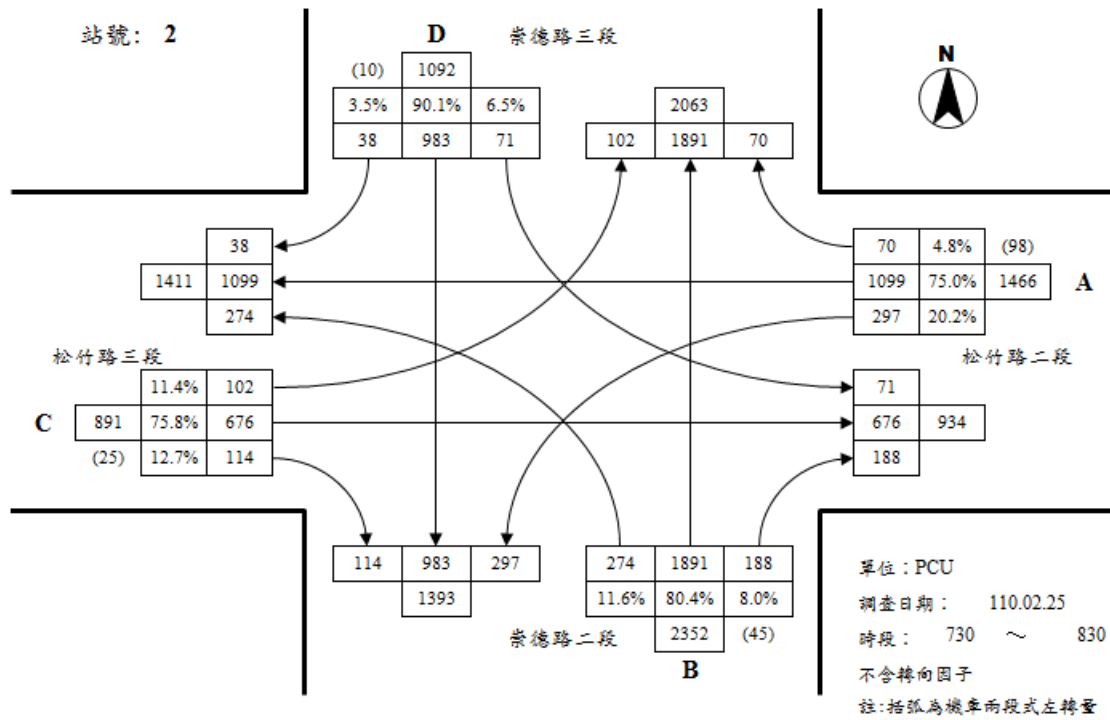 站號: 2
D 崇德路三段
N
(10) 1092
3.5% 90.1% 6.5%
38 983 71
2063
102 1891 70
38
1411 1099
274
70 4.8% (98)
1099 75.0% 1466 A
297 20.2%
松竹路三段
松竹路二段
11.4% 102
C 891 75.8% 676
(25) 12.7% 114
71
676 934
188
114 983 297
1393
274 1891 188
11.6% 80.4% 8.0%
2352 (45)
崇德路二段
B
單位：PCU
調查日期： 110.02.25
時段： 730 ～ 830
不含轉向因子
註:括弧為機車兩段式左轉量